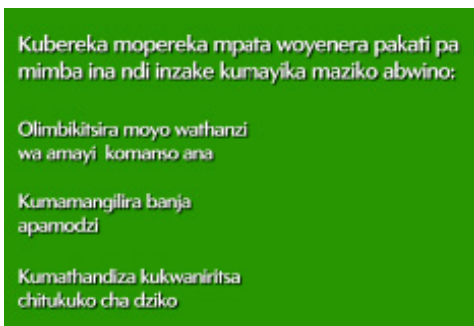 Kubereka mopereka mpata woyenera pakati pa
mimba ina ndi inzake kumayika maziko abwino:
Olimbikitsira moyo wathanzi
wa amayi komanso ana
Kumamangilira banja
apamodzi
Kumathandiza kukwaniritsa
chitukuko cha dziko